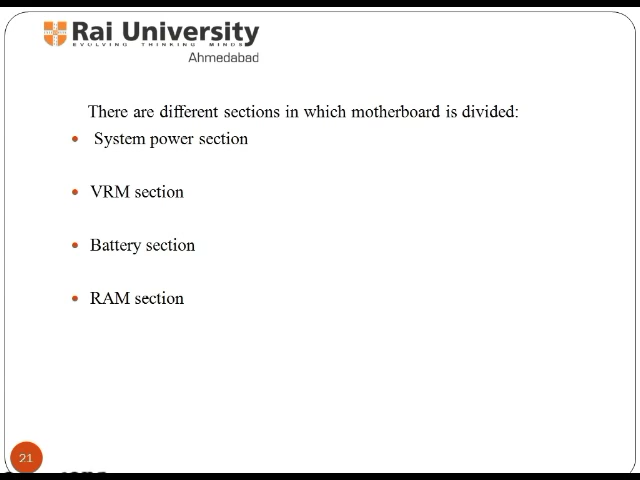 Rai University
EVOLVING THINKING MINDS
Ahmedabad
There are different sections in which motherboard is divided:
• System power section
• VRM section
• Battery section
• RAM section
21